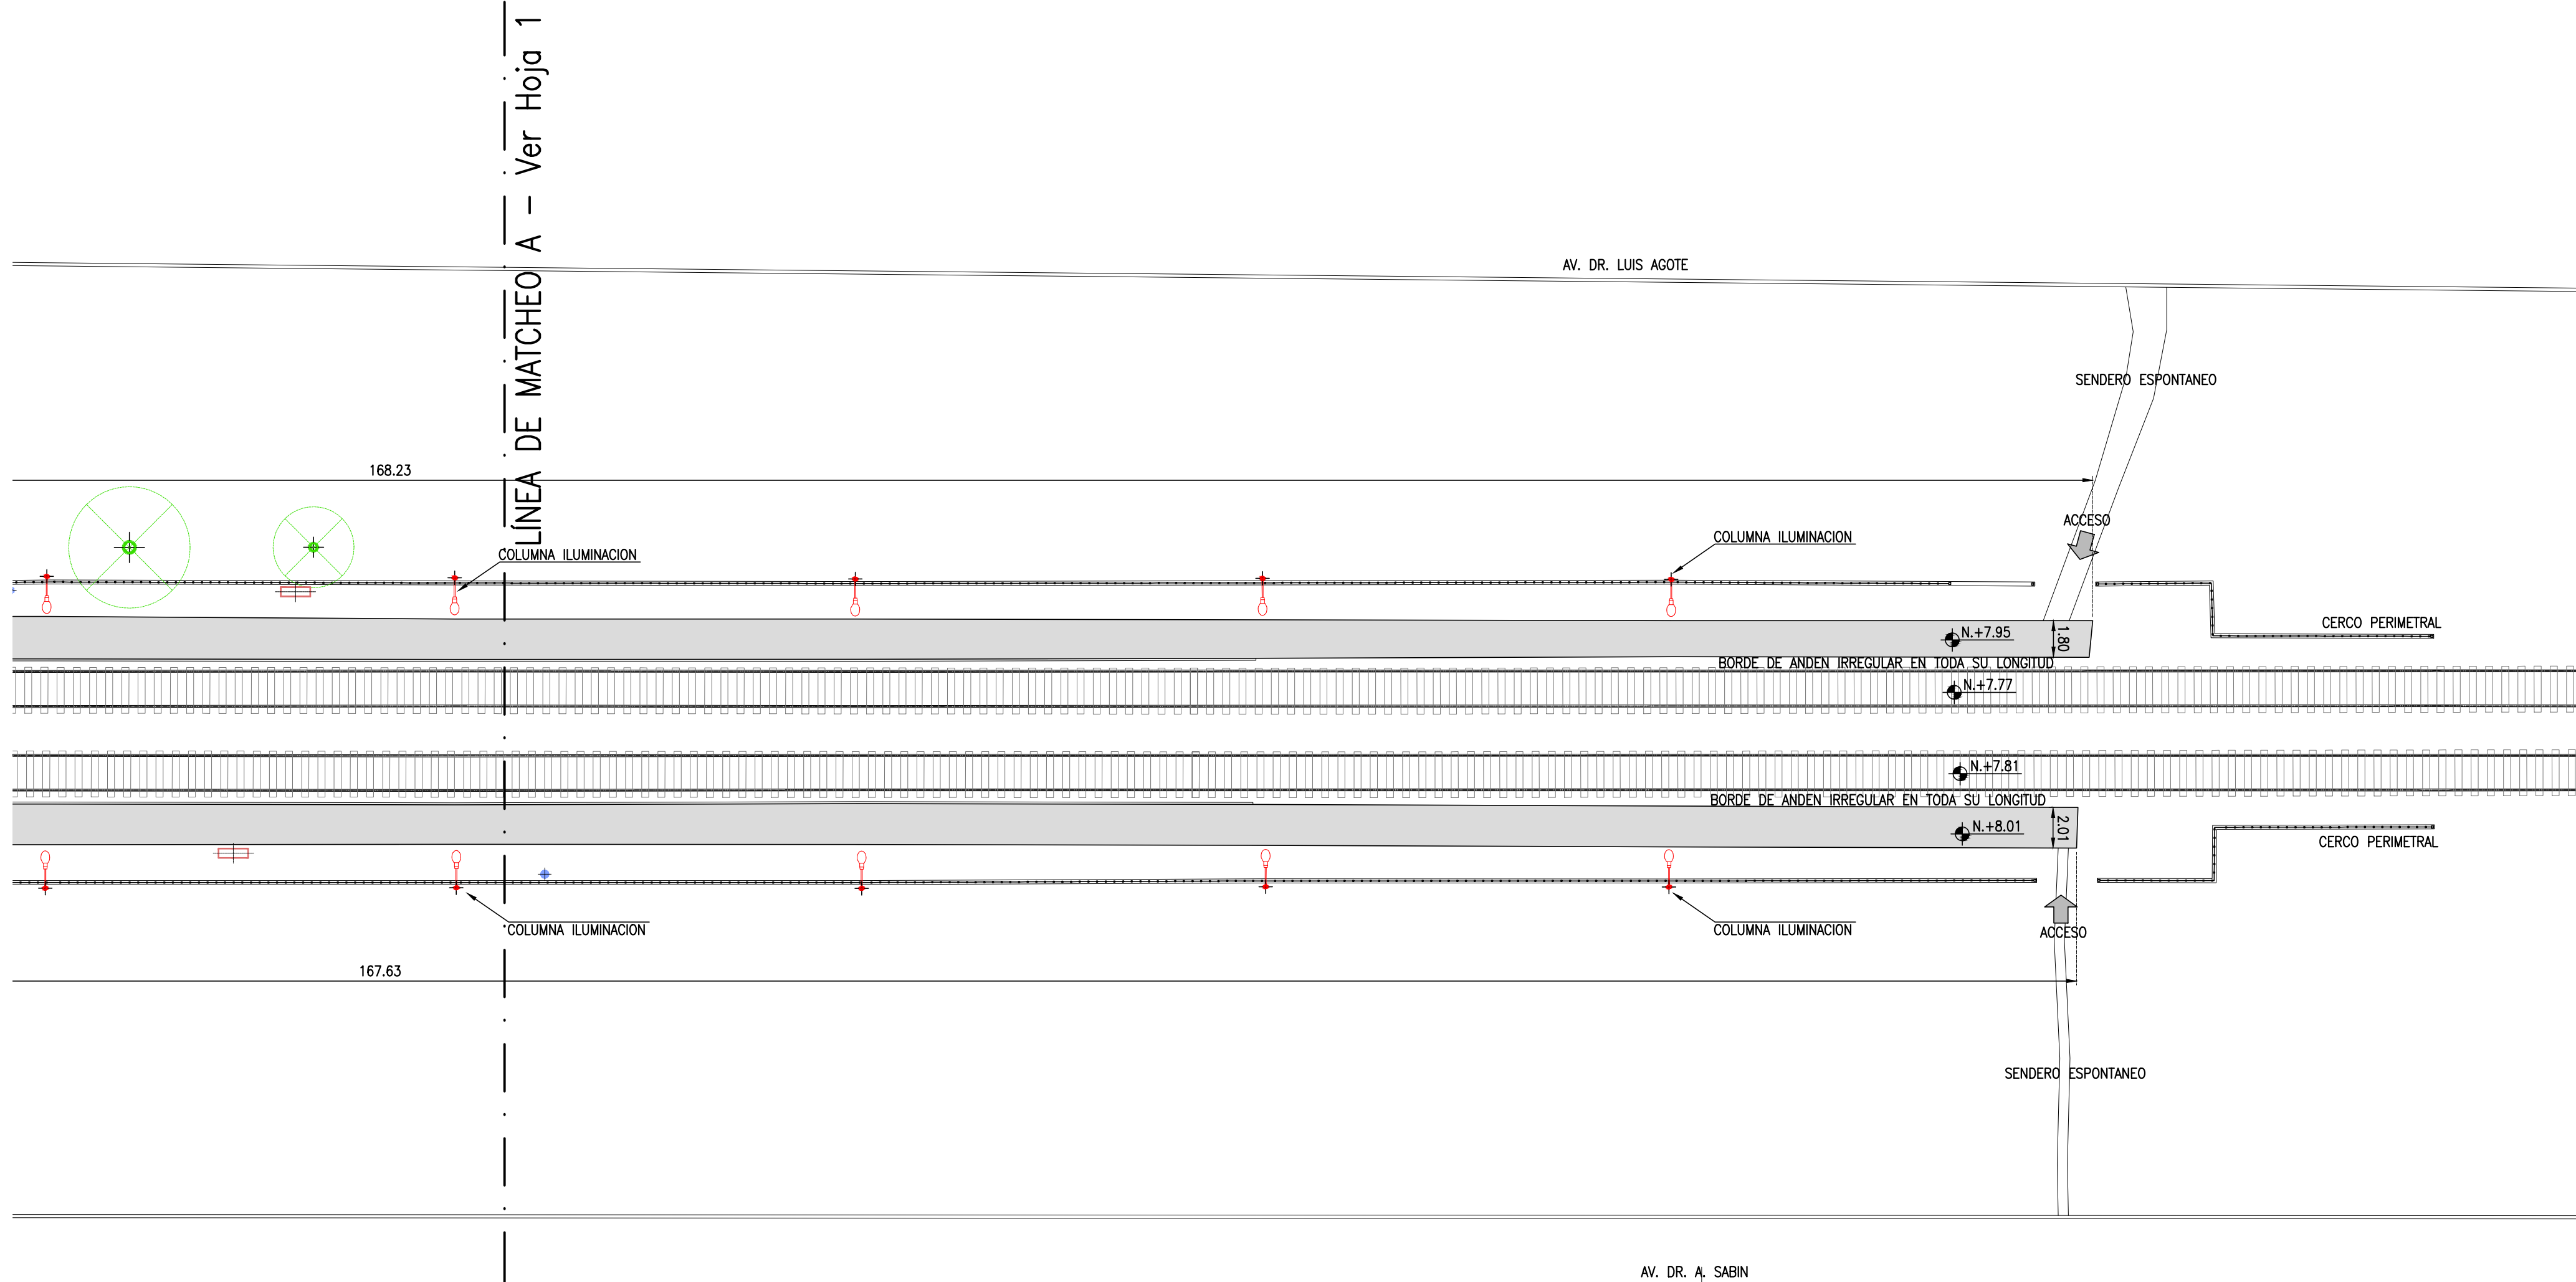 LÍNEA DE MATCHEO A - Ver Hoja 1
AV. DR. LUIS AGOTE
SENDERO ESPONTANEO
168.23
ACCESO
COLUMNA ILUMINACION
COLUMNA ILUMINACION
CERCO PERIMETRAL
N.+7.95
1.80
BORDE DE ANDEN IRREGULAR EN TODA SU LONGITUD
N.+7.77
N.+7.81
BORDE DE ANDEN IRREGULAR EN TODA SU LONGITUD
N.+8.01
2.01
CERCO PERIMETRAL
COLUMNA ILUMINACION
COLUMNA ILUMINACION
ACCESO
167.63
SENDERO ESPONTANEO
AV. DR. A. SABIN